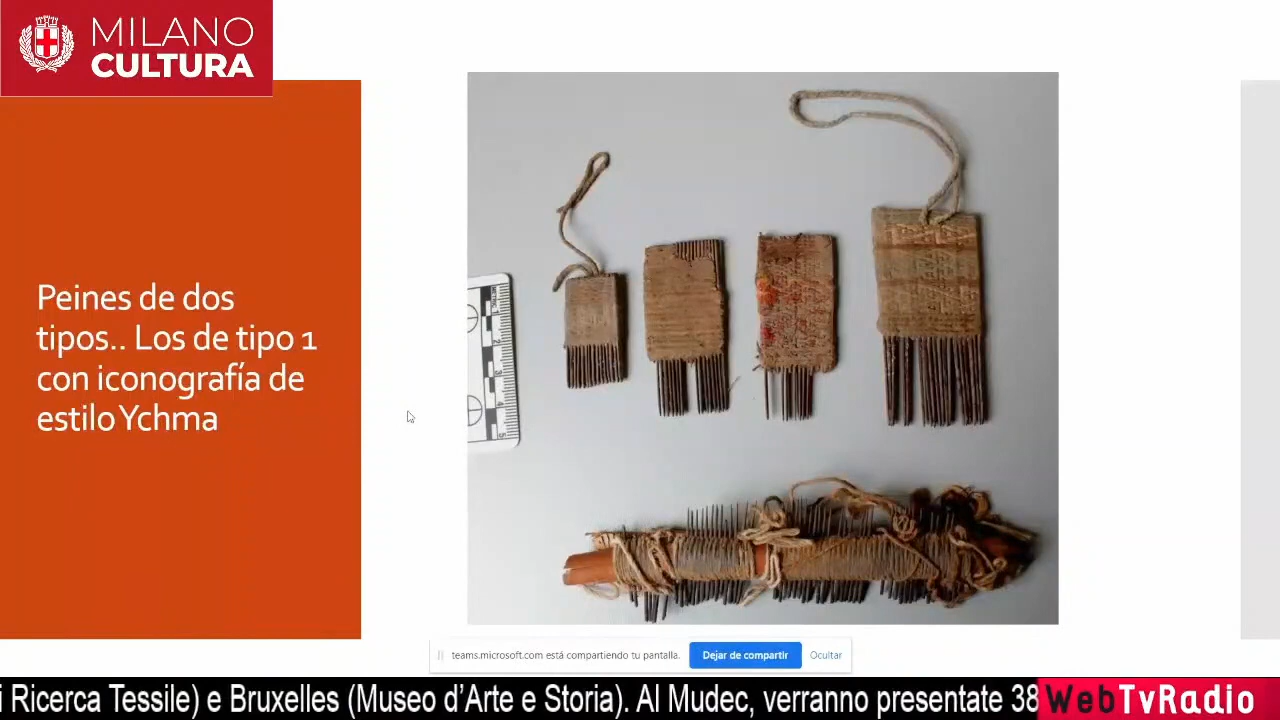 MILANO
CULTURA
Peines de dos
tipos.. Los de tipo 1
con iconografía de
estilo Ychma
teams.microsoft.com está compartiendo tu pantalla.
Dejar de compartir
Ocultar
i Ricerca Tessile) e Bruxelles (Museo d’Arte e Storia). Al Mudec, verranno presentate 38
WebTvRadio